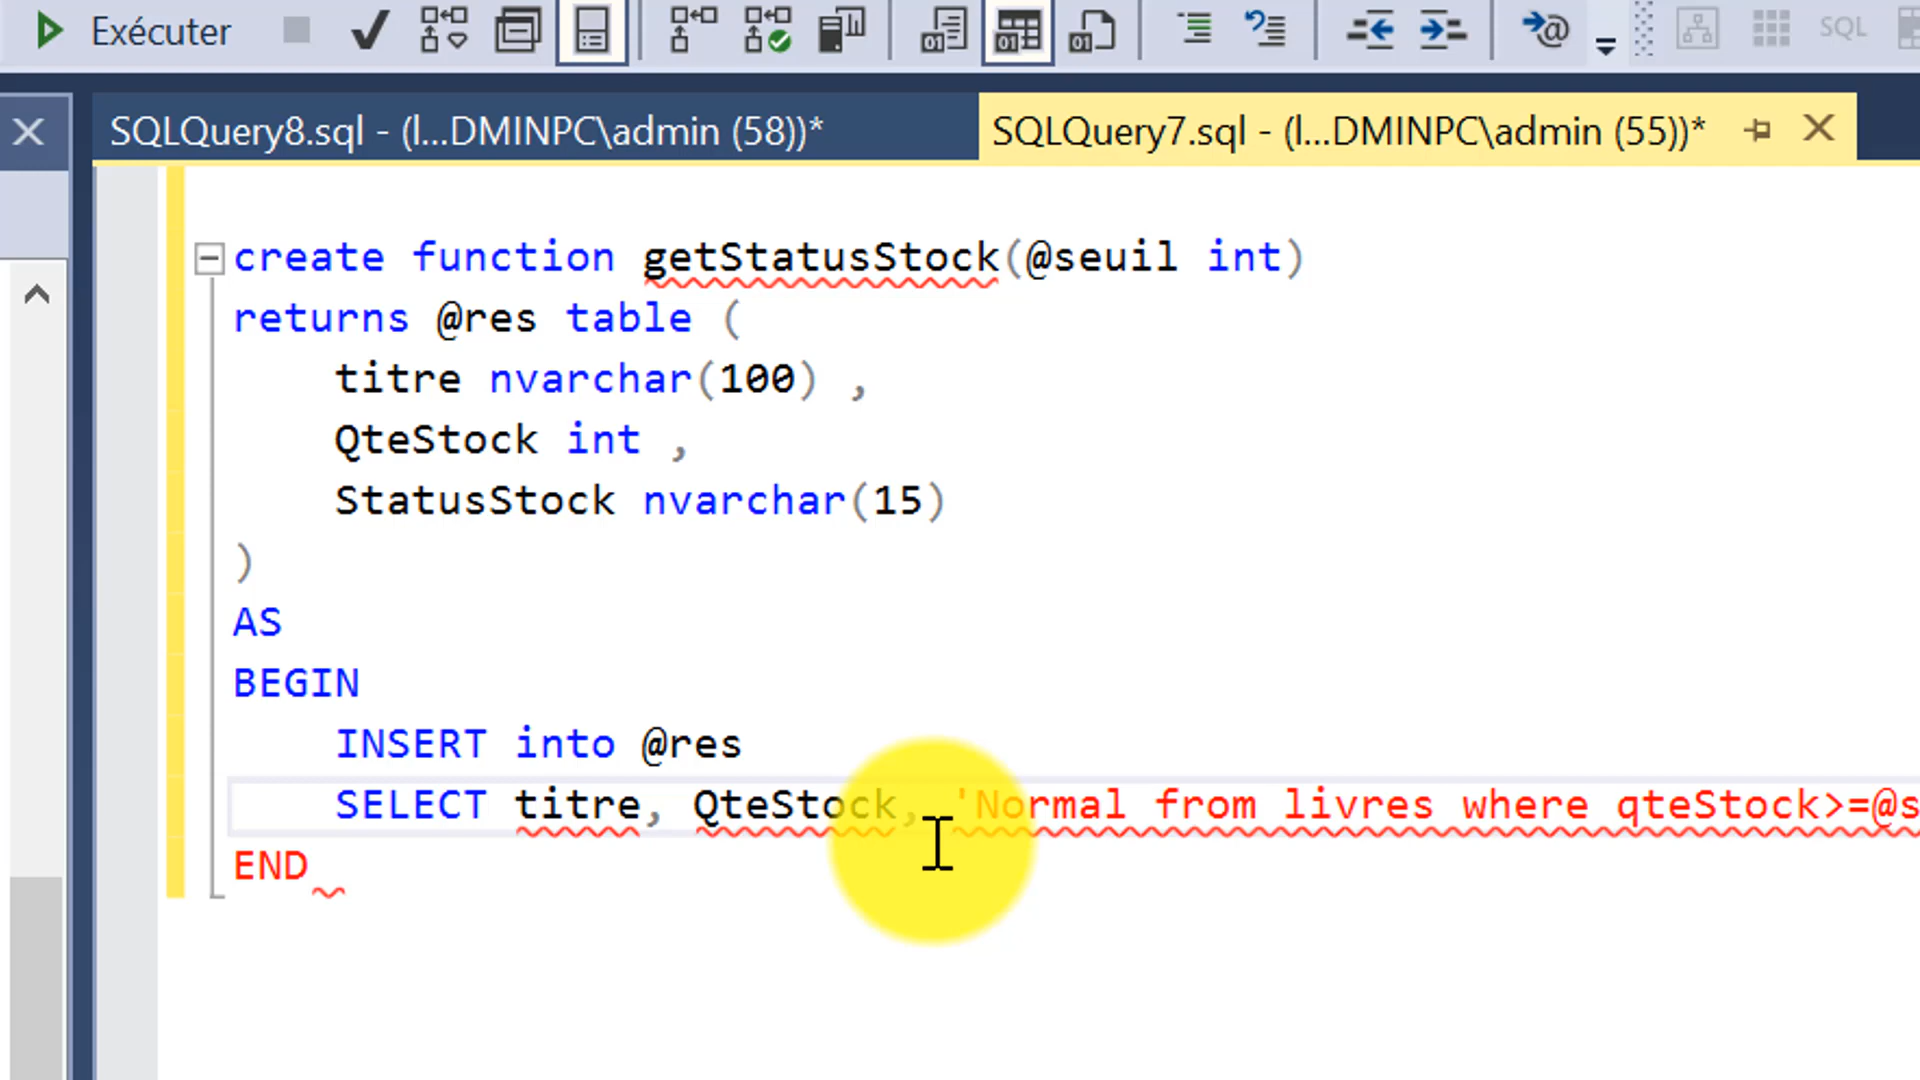 Exécuter
SQL
SQLQuery8.sql - (l...DMINPC\admin (58))*
SQLQuery7.sql - (l...DMINPC\admin (55))*
create function getStatusStock(@seuil int)
returns @res table (
titre nvarchar(100) ,
QteStock int ,
StatusStock nvarchar(15)
)
AS
BEGIN
INSERT into @res
SELECT titre, QteStock, 'Normal from livres where qteStock>=@s
END